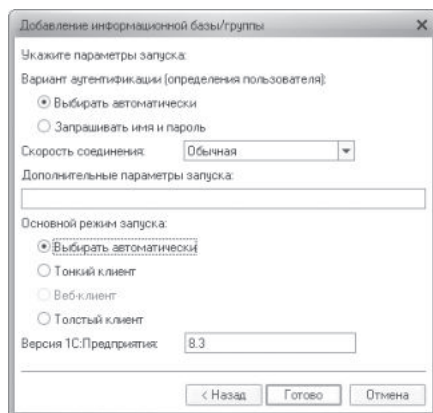 Добавление информационной базы/группы
Укажите параметры запуска:
Вариант аутентификации (определения пользователя):
Выбирать автоматически
Запрашивать имя и пароль
Скорость соединения: Обычная
Дополнительные параметры запуска:
Основной режим запуска:
Выбирать автоматически
Тонкий клиент
Веб-клиент
Толстый клиент
Версия 1С:Предприятия: 8.3
< Назад Готово Отмена